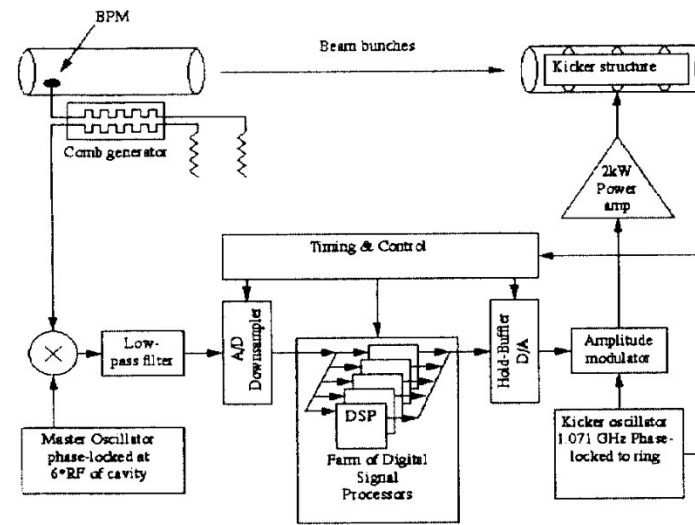 BPM
Beam bunches
Kicker structure
Comb generator
2kW
Power
amp
Timing & Control
Low-
pass filter
A/D
Downsampler
DSP
Hold-Buffer
D/A
Amplitude
modulator
Master Oscillator
phase-locked at
6*RF of cavity
Farm of Digital
Signal
Processors
Kicker oscillator
1.071 GHz Phase-
locked to ring